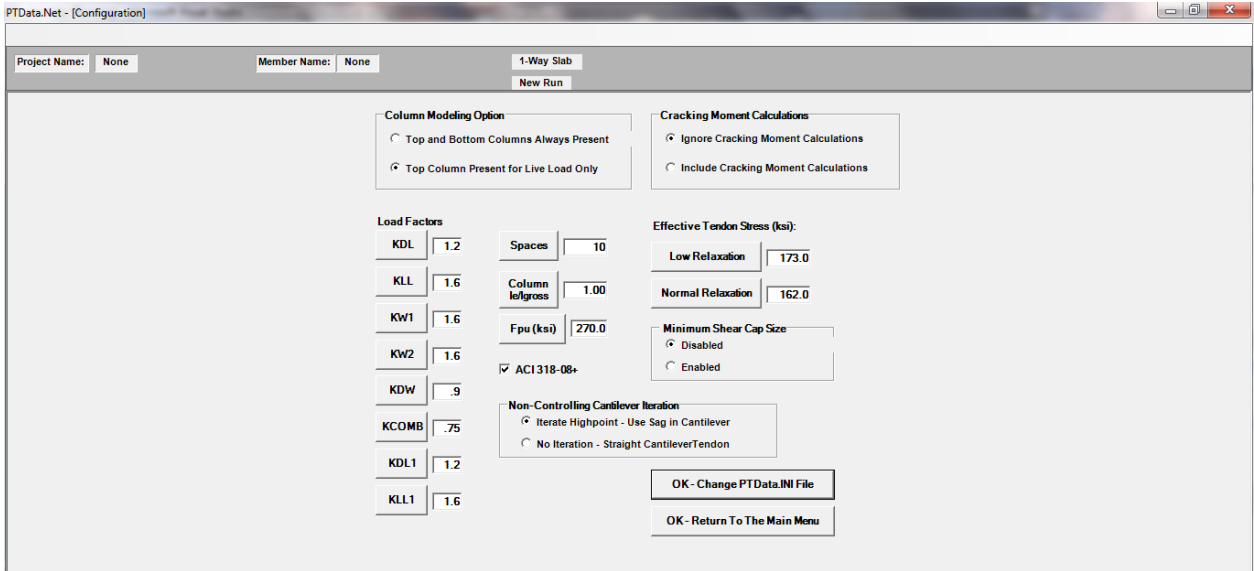 PTData.Net - [Configuration]
Project Name: None Member Name: None 1-Way Slab
New Run
Column Modeling Option
Top and Bottom Columns Always Present
Top Column Present for Live Load Only
Cracking Moment Calculations
Ignore Cracking Moment Calculations
Include Cracking Moment Calculations
Load Factors
KDL 1.2
KLL 1.6
KW1 1.6
KW2 1.6
KDW .9
KCOMB .75
KDL1 1.2
KLL1 1.6
Spaces 10
Column
Ie/Igross 1.00
Fpu (ksi) 270.0
ACI 318-08+
Effective Tendon Stress (ksi):
Low Relaxation 173.0
Normal Relaxation 162.0
Minimum Shear Cap Size
Disabled
Enabled
Non-Controlling Cantilever Iteration
Iterate Highpoint - Use Sag in Cantilever
No Iteration - Straight CantileverTendon
OK - Change PTData.INI File
OK - Return To The Main Menu